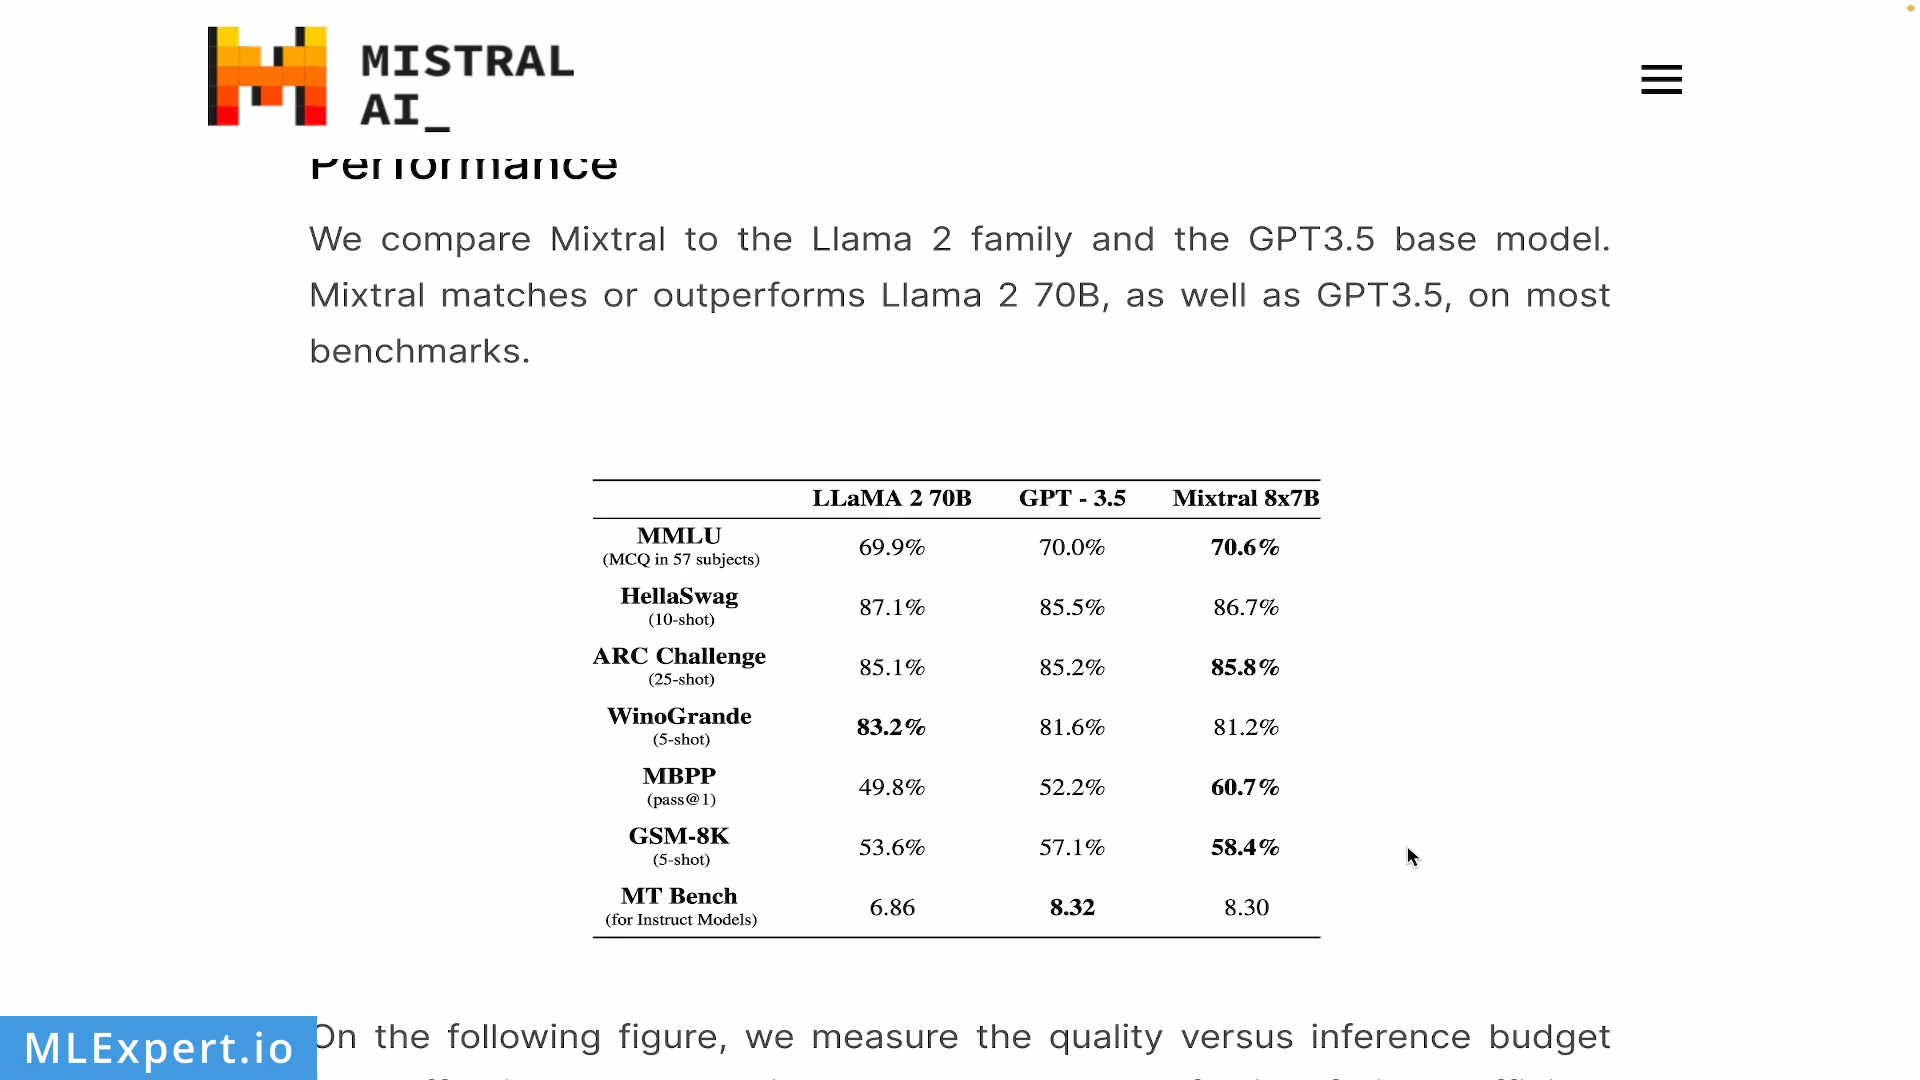 MISTRAL
AI_
Performance
We compare Mixtral to the Llama 2 family and the GPT3.5 base model.
Mixtral matches or outperforms Llama 2 70B, as well as GPT3.5, on most
benchmarks.
LLaMA 2 70B GPT - 3.5 Mixtral 8x7B
MMLU
(MCQ in 57 subjects)
69.9% 70.0% 70.6%
HellaSwag
(10-shot)
87.1% 85.5% 86.7%
ARC Challenge
(25-shot)
85.1% 85.2% 85.8%
WinoGrande
(5-shot)
83.2% 81.6% 81.2%
MBPP
(pass@1)
49.8% 52.2% 60.7%
GSM-8K
(5-shot)
53.6% 57.1% 58.4%
MT Bench
(for Instruct Models)
6.86 8.32 8.30
On the following figure, we measure the quality versus inference budget
MLExpert.io